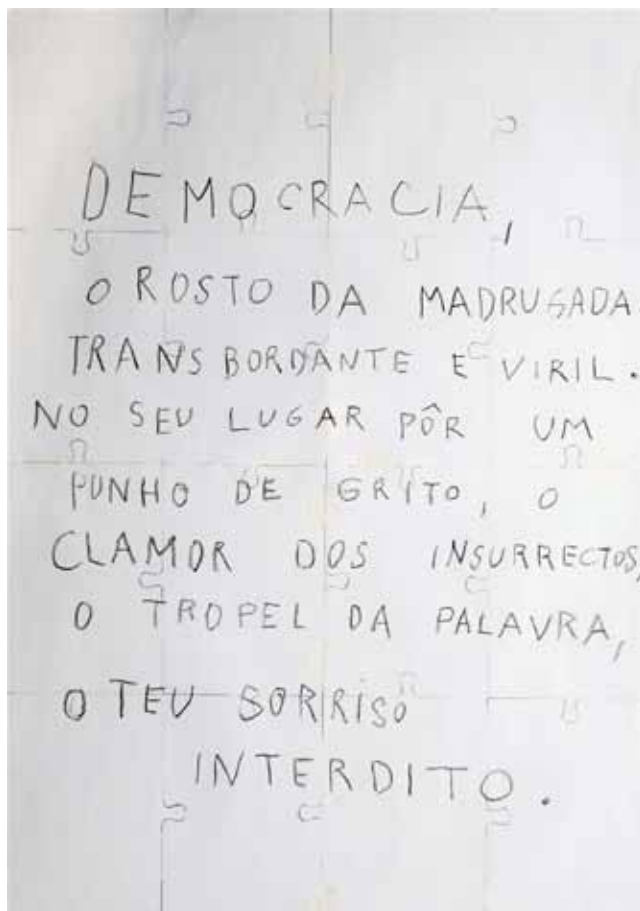 DEMOCRACIA,
O ROSTO DA MADRUGADA
TRANSBORDANTE E VIRIL.
NO SEU LUGAR PÔR UM
PUNHO DE GRITO, O
CLAMOR DOS INSURRECTOS,
O TROPEL DA PALAVRA,
O TEU SORRISO
INTERDITO.